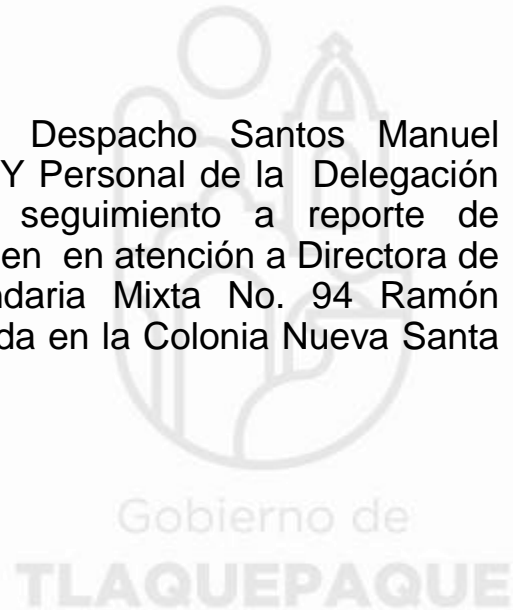 Despacho Santos Manuel
Y Personal de la Delegación
seguimiento a reporte de
en en atención a Directora de
ndaria Mixta No. 94 Ramón
da en la Colonia Nueva Santa
Gobierno de
TLAQUEPAQUE